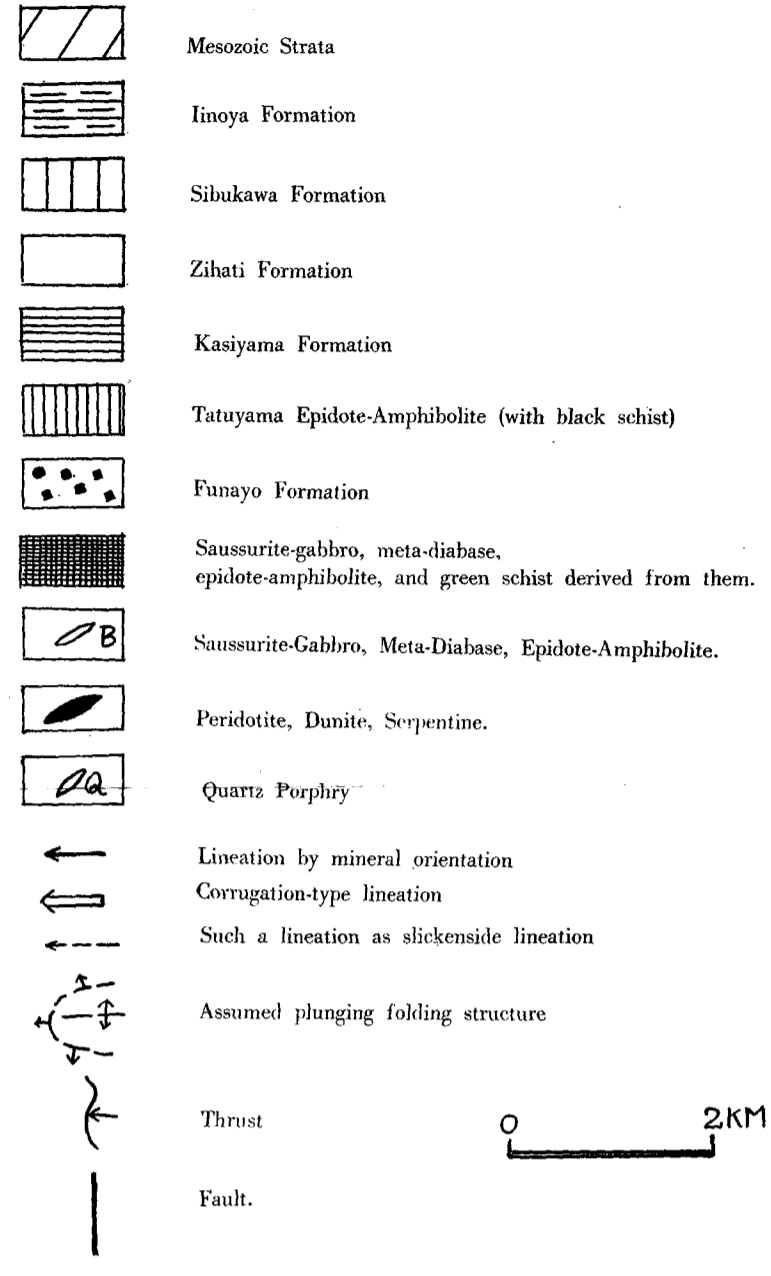 Mesozoic Strata
Iinoya Formation
Sibukawa Formation
Zihati Formation
Kasiyama Formation
Tatuyama Epidote-Amphibolite (with black schist)
Funayo Formation
Saussurite-gabbro, meta-diabase,
epidote-amphibolite, and green schist derived from them.
B
Saussurite-Gabbro, Meta-Diabase, Epidote-Amphibolite.
Peridotite, Dunite, Serpentine.
Q
Quartz Porphry
Lineation by mineral orientation
Corrugation-type lineation
Such a lineation as slickenside lineation
Assumed plunging folding structure
Thrust
0 2KM
Fault.